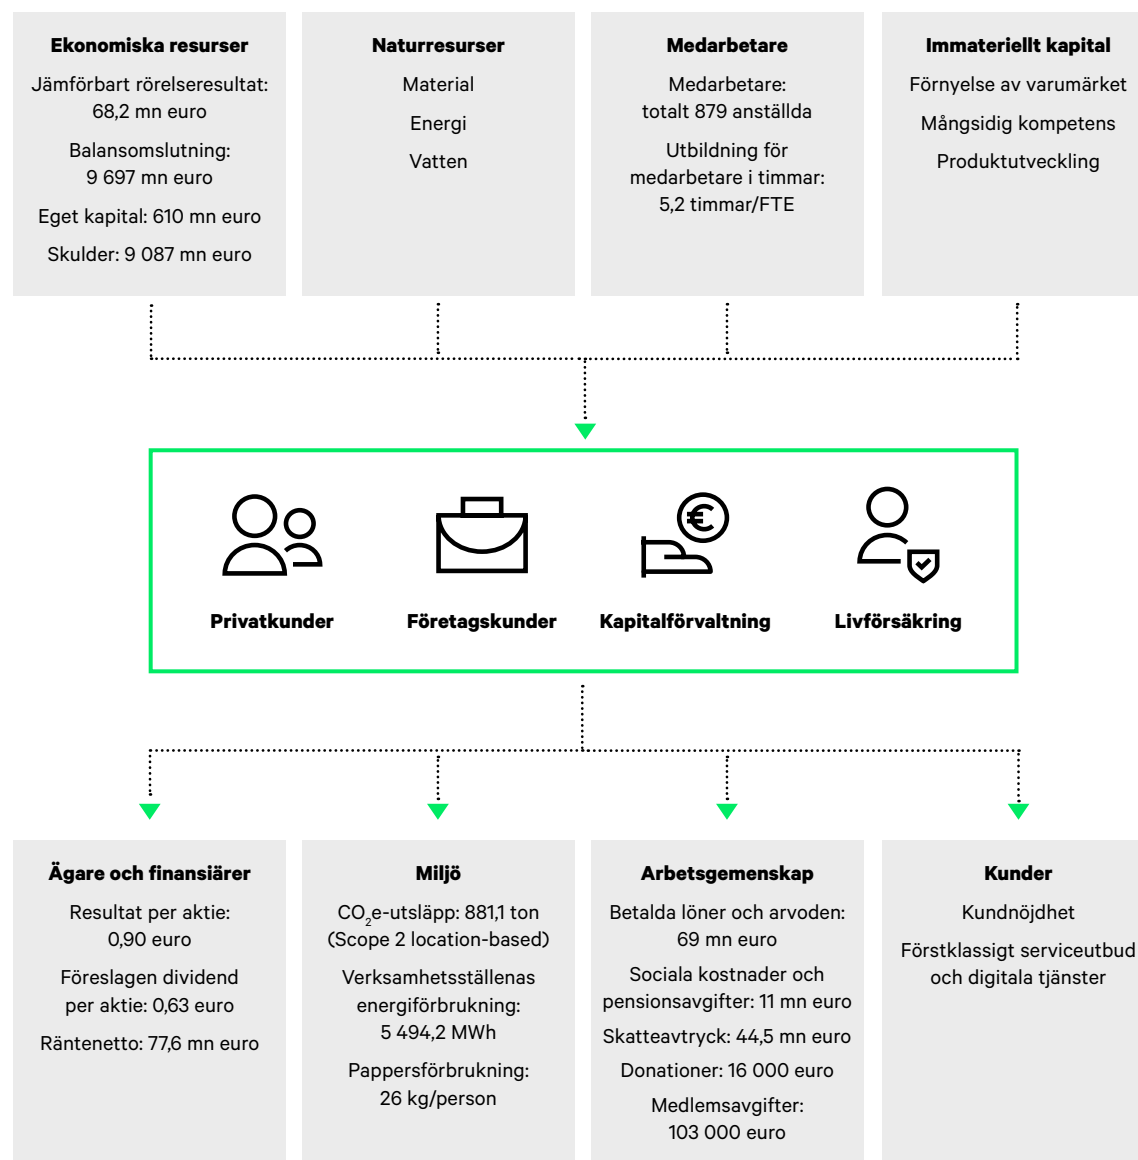 Ekonomiska resurser
Jämförbart rörelseresultat:
68,2 mn euro
Balansomslutning:
9 697 mn euro
Eget kapital: 610 mn euro
Skulder: 9 087 mn euro
Naturresurser
Material
Energi
Vatten
Medarbetare
Medarbetare:
totalt 879 anställda
Utbildning för
medarbetare i timmar:
5,2 timmar/FTE
Immateriellt kapital
Förnyelse av varumärket
Mångsidig kompetens
Produktutveckling
Privatkunder
Företagskunder
Kapitalförvaltning
Livförsäkring
Ägare och finansiärer
Resultat per aktie:
0,90 euro
Föreslagen dividend
per aktie: 0,63 euro
Räntenetto: 77,6 mn euro
Miljö
CO₂e-utsläpp: 881,1 ton
(Scope 2 location-based)
Verksamhetsställenas
energiförbrukning:
5 494,2 MWh
Pappersförbrukning:
26 kg/person
Arbetsgemenskap
Betalda löner och arvoden:
69 mn euro
Sociala kostnader och
pensionsavgifter: 11 mn euro
Skatteavtryck: 44,5 mn euro
Donationer: 16 000 euro
Medlemsavgifter:
103 000 euro
Kunder
Kundnöjdhet
Förstklassigt serviceutbud
och digitala tjänster